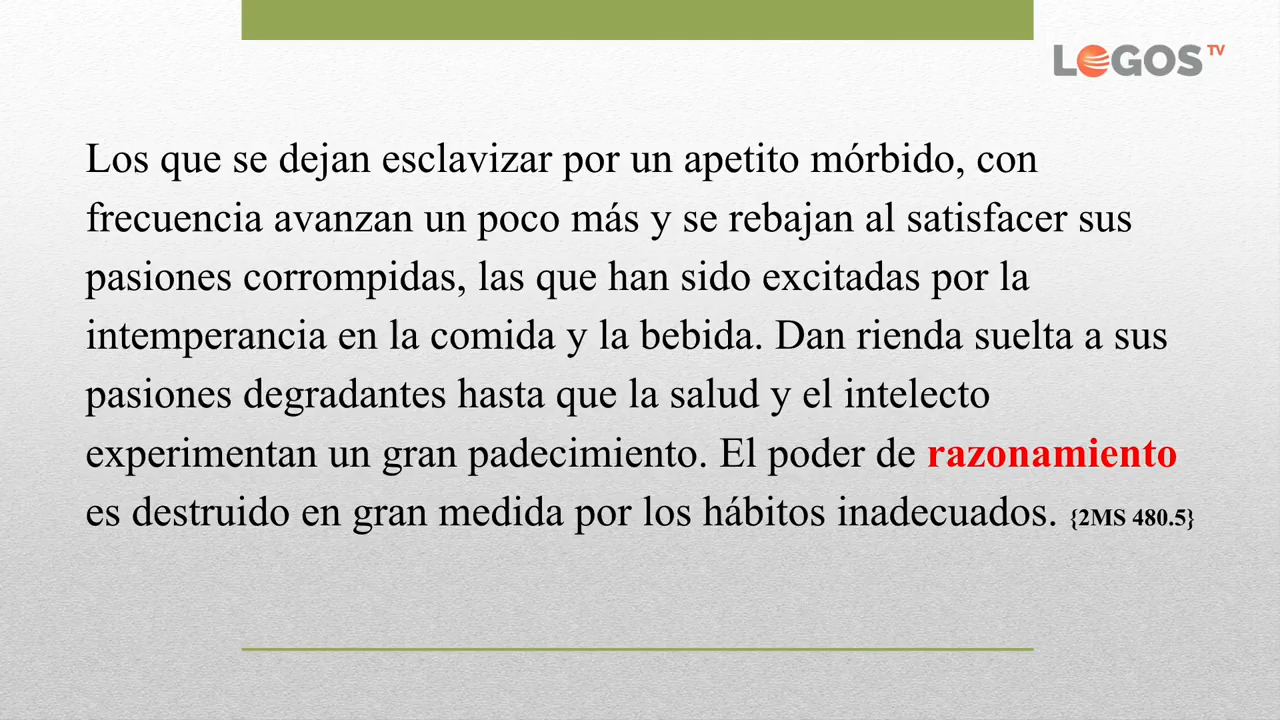 LOGOS TV
Los que se dejan esclavizar por un apetito mórbido, con
frecuencia avanzan un poco más y se rebajan al satisfacer sus
pasiones corrompidas, las que han sido excitadas por la
intemperancia en la comida y la bebida. Dan rienda suelta a sus
pasiones degradantes hasta que la salud y el intelecto
experimentan un gran padecimiento. El poder de razonamiento
es destruido en gran medida por los hábitos inadecuados. {2MS 480.5}